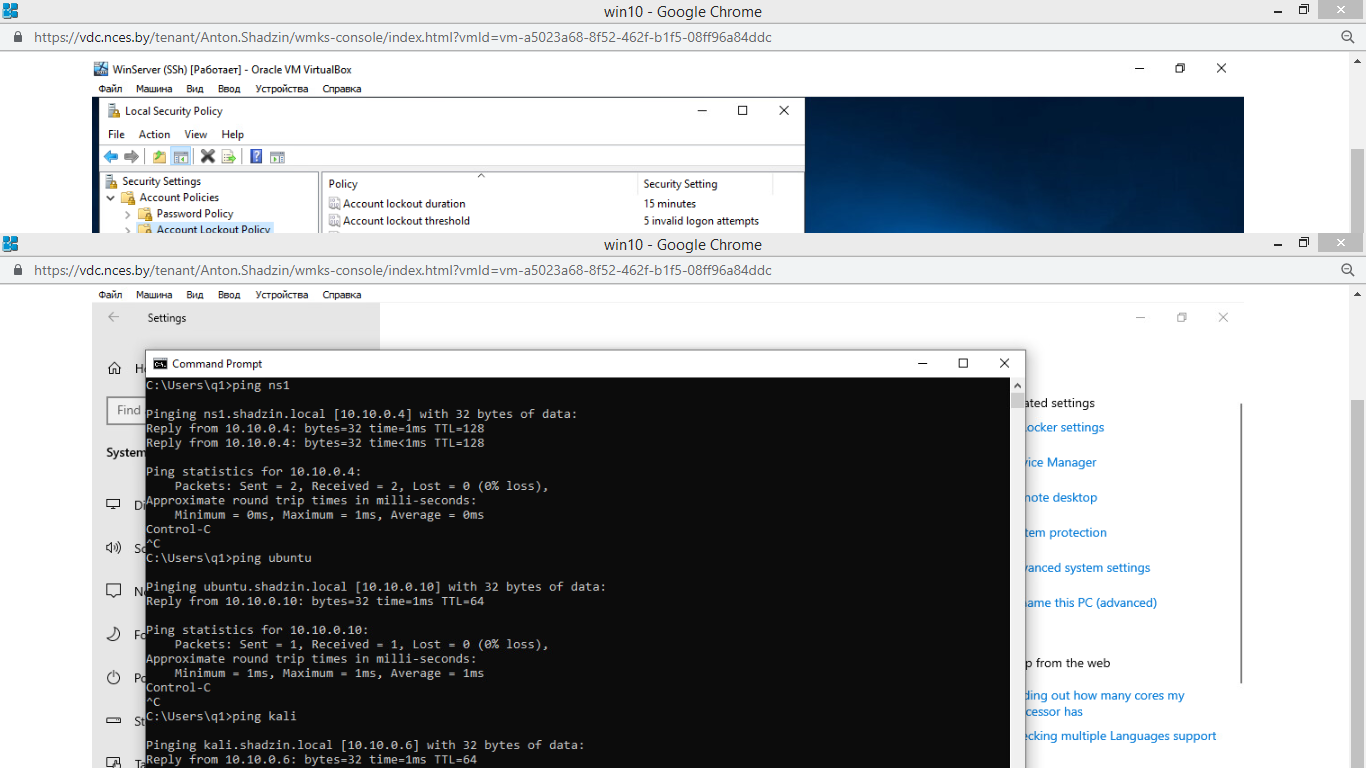 win10 - Google Chrome
https://vdc.nces.by/tenant/Anton.Shadzin/wmks-console/index.html?vmId=vm-a5023a68-8f52-462f-b1f5-08ff96a84ddc
WinServer (SSh) [Работает] - Oracle VM VirtualBox
Файл Машина Вид Ввод Устройства Справка
Local Security Policy
File Action View Help
Security Settings
Account Policies
Password Policy
Account Lockout Policy
Policy Security Setting
Account lockout duration 15 minutes
Account lockout threshold 5 invalid logon attempts
win10 - Google Chrome
https://vdc.nces.by/tenant/Anton.Shadzin/wmks-console/index.html?vmId=vm-a5023a68-8f52-462f-b1f5-08ff96a84ddc
Файл Машина Вид Ввод Устройства Справка
Settings
Find
System
Command Prompt
C:\Users\q1>ping ns1
Pinging ns1.shadzin.local [10.10.0.4] with 32 bytes of data:
Reply from 10.10.0.4: bytes=32 time=1ms TTL=128
Reply from 10.10.0.4: bytes=32 time<1ms TTL=128
Ping statistics for 10.10.0.4:
Packets: Sent = 2, Received = 2, Lost = 0 (0% loss),
Approximate round trip times in milli-seconds:
Minimum = 0ms, Maximum = 1ms, Average = 0ms
Control-C
^C
C:\Users\q1>ping ubuntu
Pinging ubuntu.shadzin.local [10.10.0.10] with 32 bytes of data:
Reply from 10.10.0.10: bytes=32 time=1ms TTL=64
Ping statistics for 10.10.0.10:
Packets: Sent = 1, Received = 1, Lost = 0 (0% loss),
Approximate round trip times in milli-seconds:
Minimum = 1ms, Maximum = 1ms, Average = 1ms
Control-C
^C
C:\Users\q1>ping kali
Pinging kali.shadzin.local [10.10.0.6] with 32 bytes of data:
Reply from 10.10.0.6: bytes=32 time=1ms TTL=64
ated settings
ocker settings
vice Manager
note desktop
tem protection
vanced system settings
ame this PC (advanced)
p from the web
ding out how many cores my
cessor has
ecking multiple Languages support